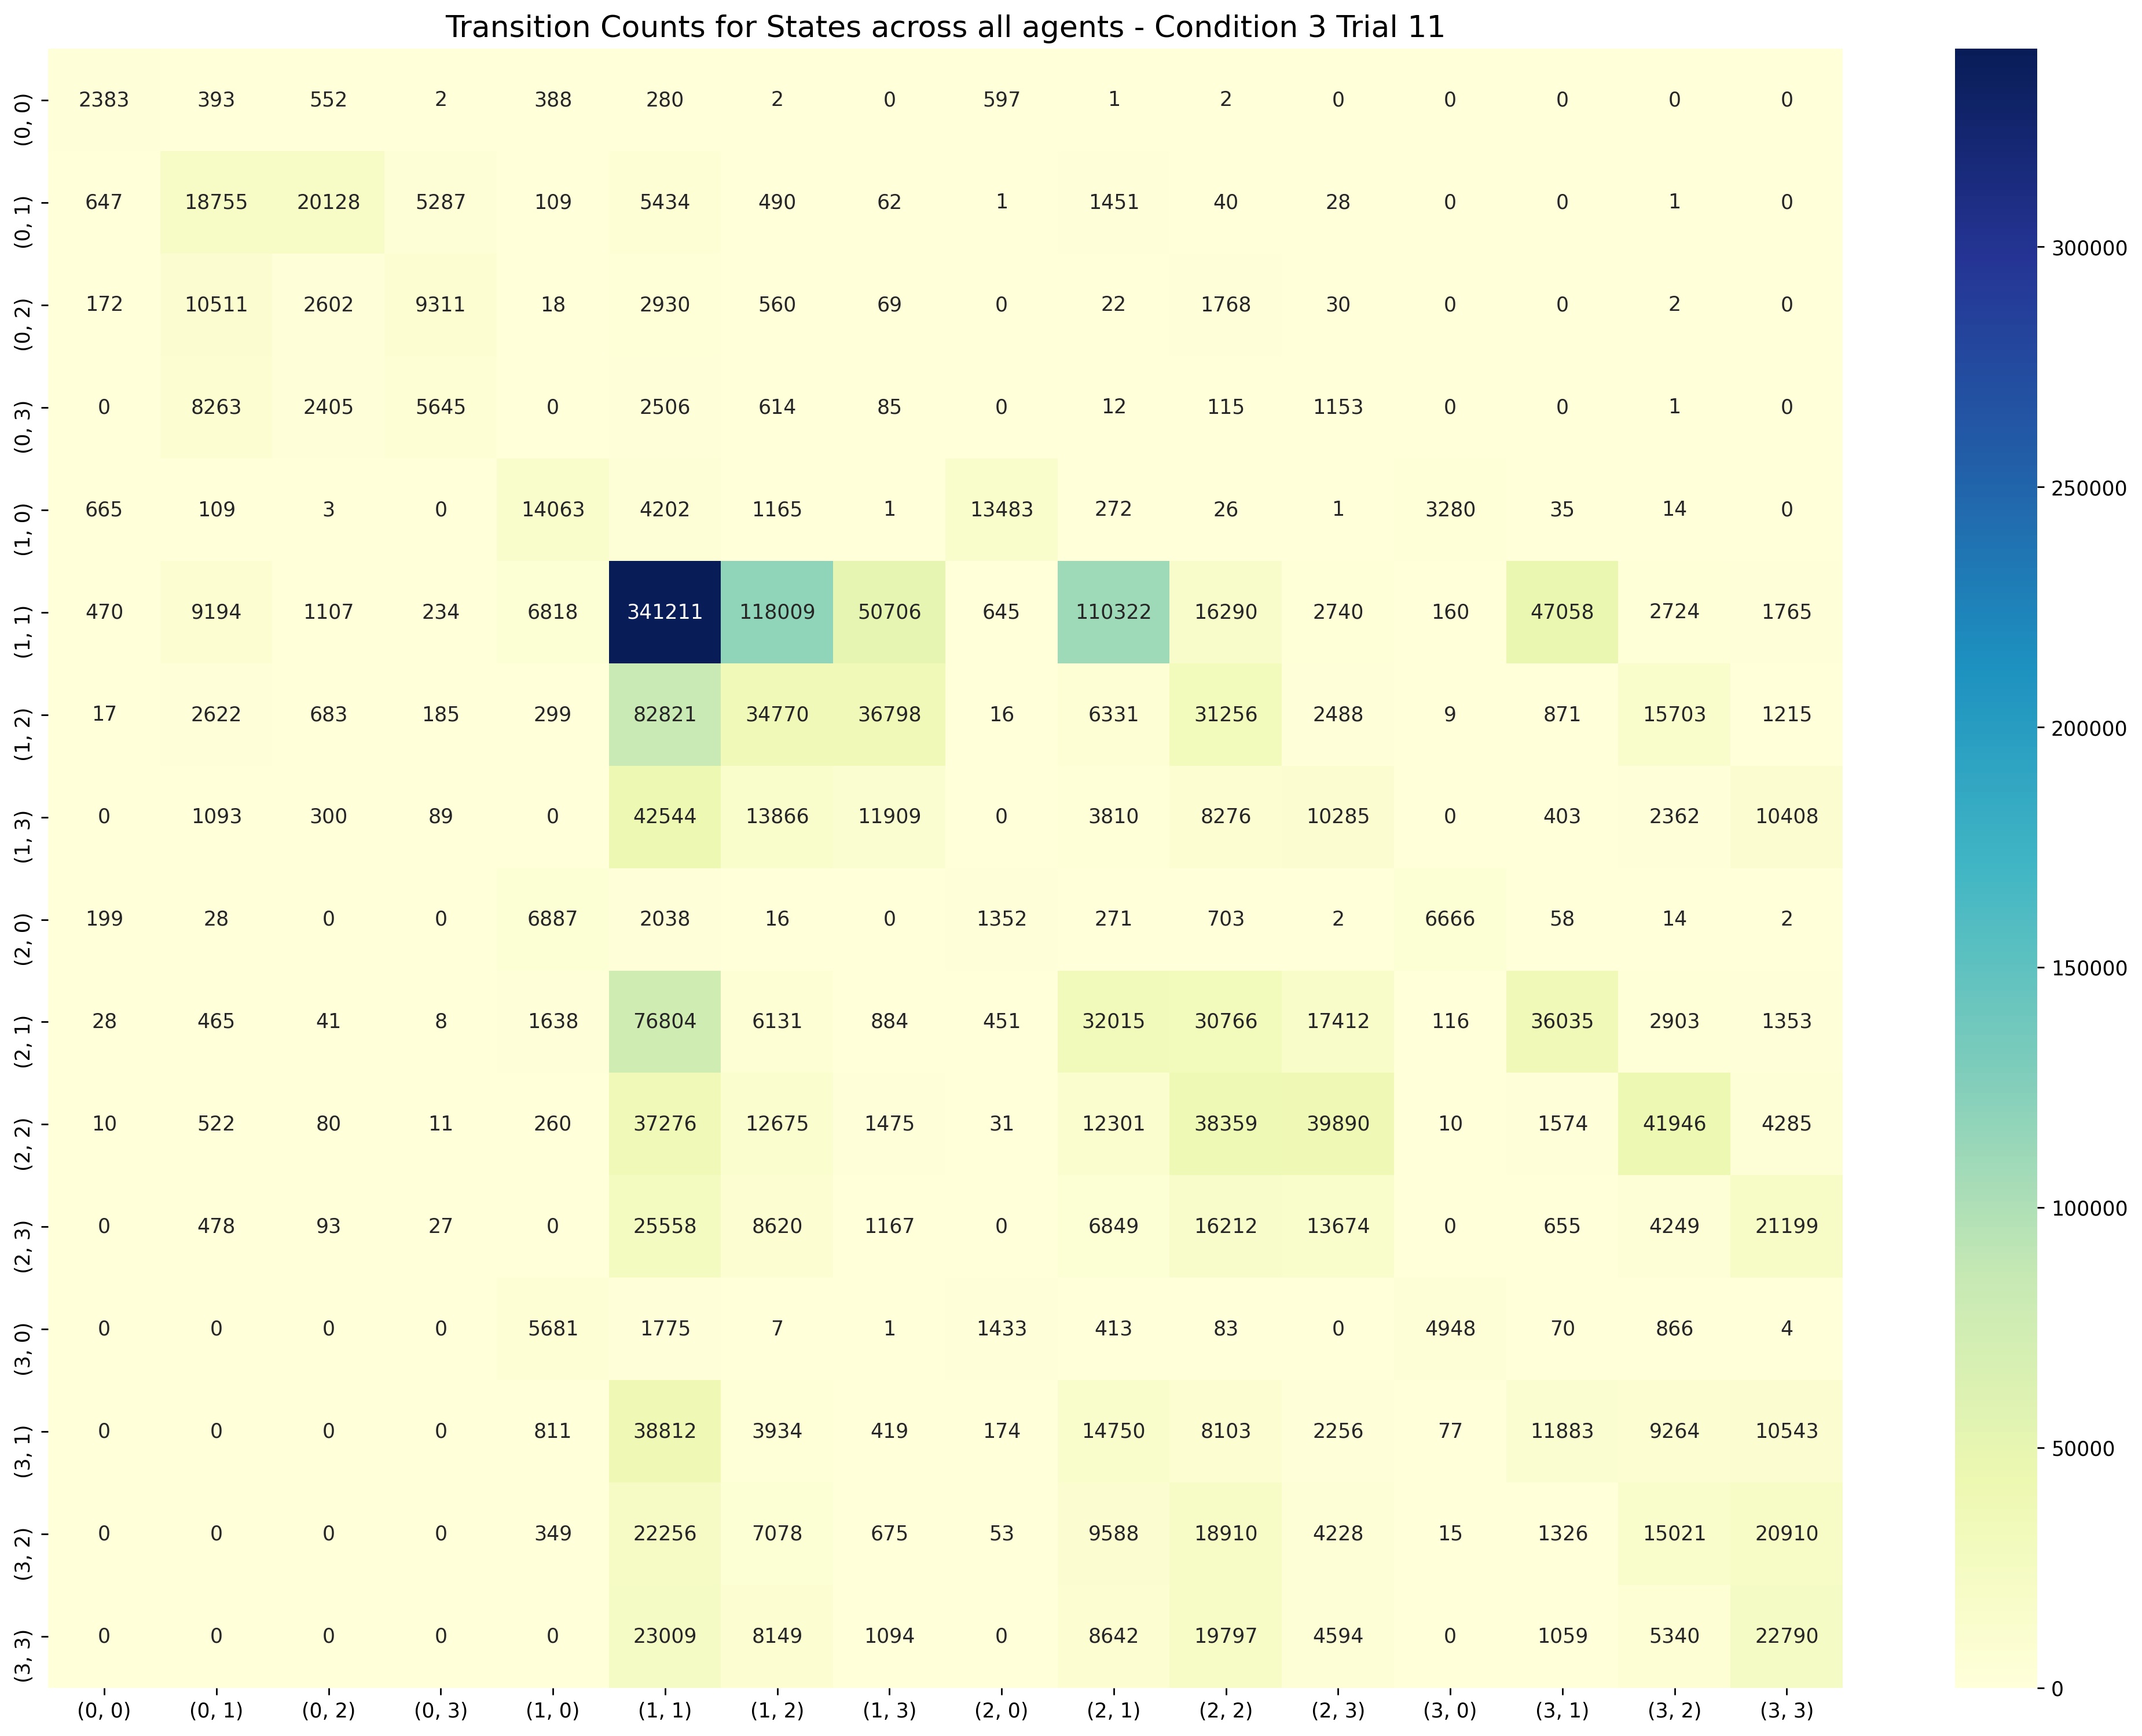 Transition Counts for States across all agents - Condition 3 Trial 11
(0, 0) 2383 393 552 2 388 280 2 0 597 1 2 0 0 0 0 0
(0, 1) 647 18755 20128 5287 109 5434 490 62 1 1451 40 28 0 0 1 0
(0, 2) 172 10511 2602 9311 18 2930 560 69 0 22 1768 30 0 0 2 0
(0, 3) 0 8263 2405 5645 0 2506 614 85 0 12 115 1153 0 0 1 0
(1, 0) 665 109 3 0 14063 4202 1165 1 13483 272 26 1 3280 35 14 0
(1, 1) 470 9194 1107 234 6818 341211 118009 50706 645 110322 16290 2740 160 47058 2724 1765
(1, 2) 17 2622 683 185 299 82821 34770 36798 16 6331 31256 2488 9 871 15703 1215
(1, 3) 0 1093 300 89 0 42544 13866 11909 0 3810 8276 10285 0 403 2362 10408
(2, 0) 199 28 0 0 6887 2038 16 0 1352 271 703 2 6666 58 14 2
(2, 1) 28 465 41 8 1638 76804 6131 884 451 32015 30766 17412 116 36035 2903 1353
(2, 2) 10 522 80 11 260 37276 12675 1475 31 12301 38359 39890 10 1574 41946 4285
(2, 3) 0 478 93 27 0 25558 8620 1167 0 6849 16212 13674 0 655 4249 21199
(3, 0) 0 0 0 0 5681 1775 7 1 1433 413 83 0 4948 70 866 4
(3, 1) 0 0 0 0 811 38812 3934 419 174 14750 8103 2256 77 11883 9264 10543
(3, 2) 0 0 0 0 349 22256 7078 675 53 9588 18910 4228 15 1326 15021 20910
(3, 3) 0 0 0 0 0 23009 8149 1094 0 8642 19797 4594 0 1059 5340 22790
(0, 0) (0, 1) (0, 2) (0, 3) (1, 0) (1, 1) (1, 2) (1, 3) (2, 0) (2, 1) (2, 2) (2, 3) (3, 0) (3, 1) (3, 2) (3, 3)
300000
250000
200000
150000
100000
50000
0